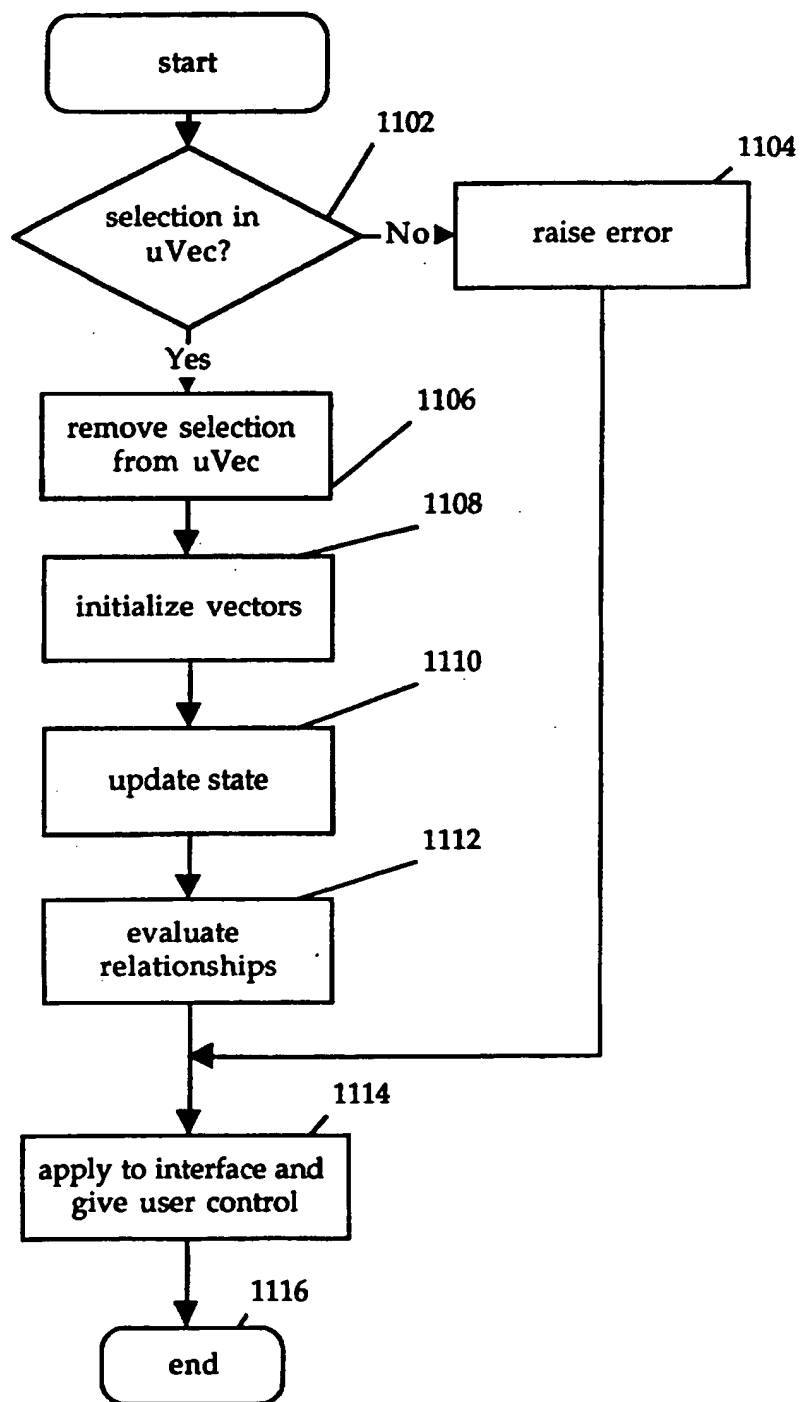 start
1102
1104
selection in
uVec?
No
raise error
Yes
1106
remove selection
from uVec
1108
initialize vectors
1110
update state
1112
evaluate
relationships
1114
apply to interface and
give user control
1116
end